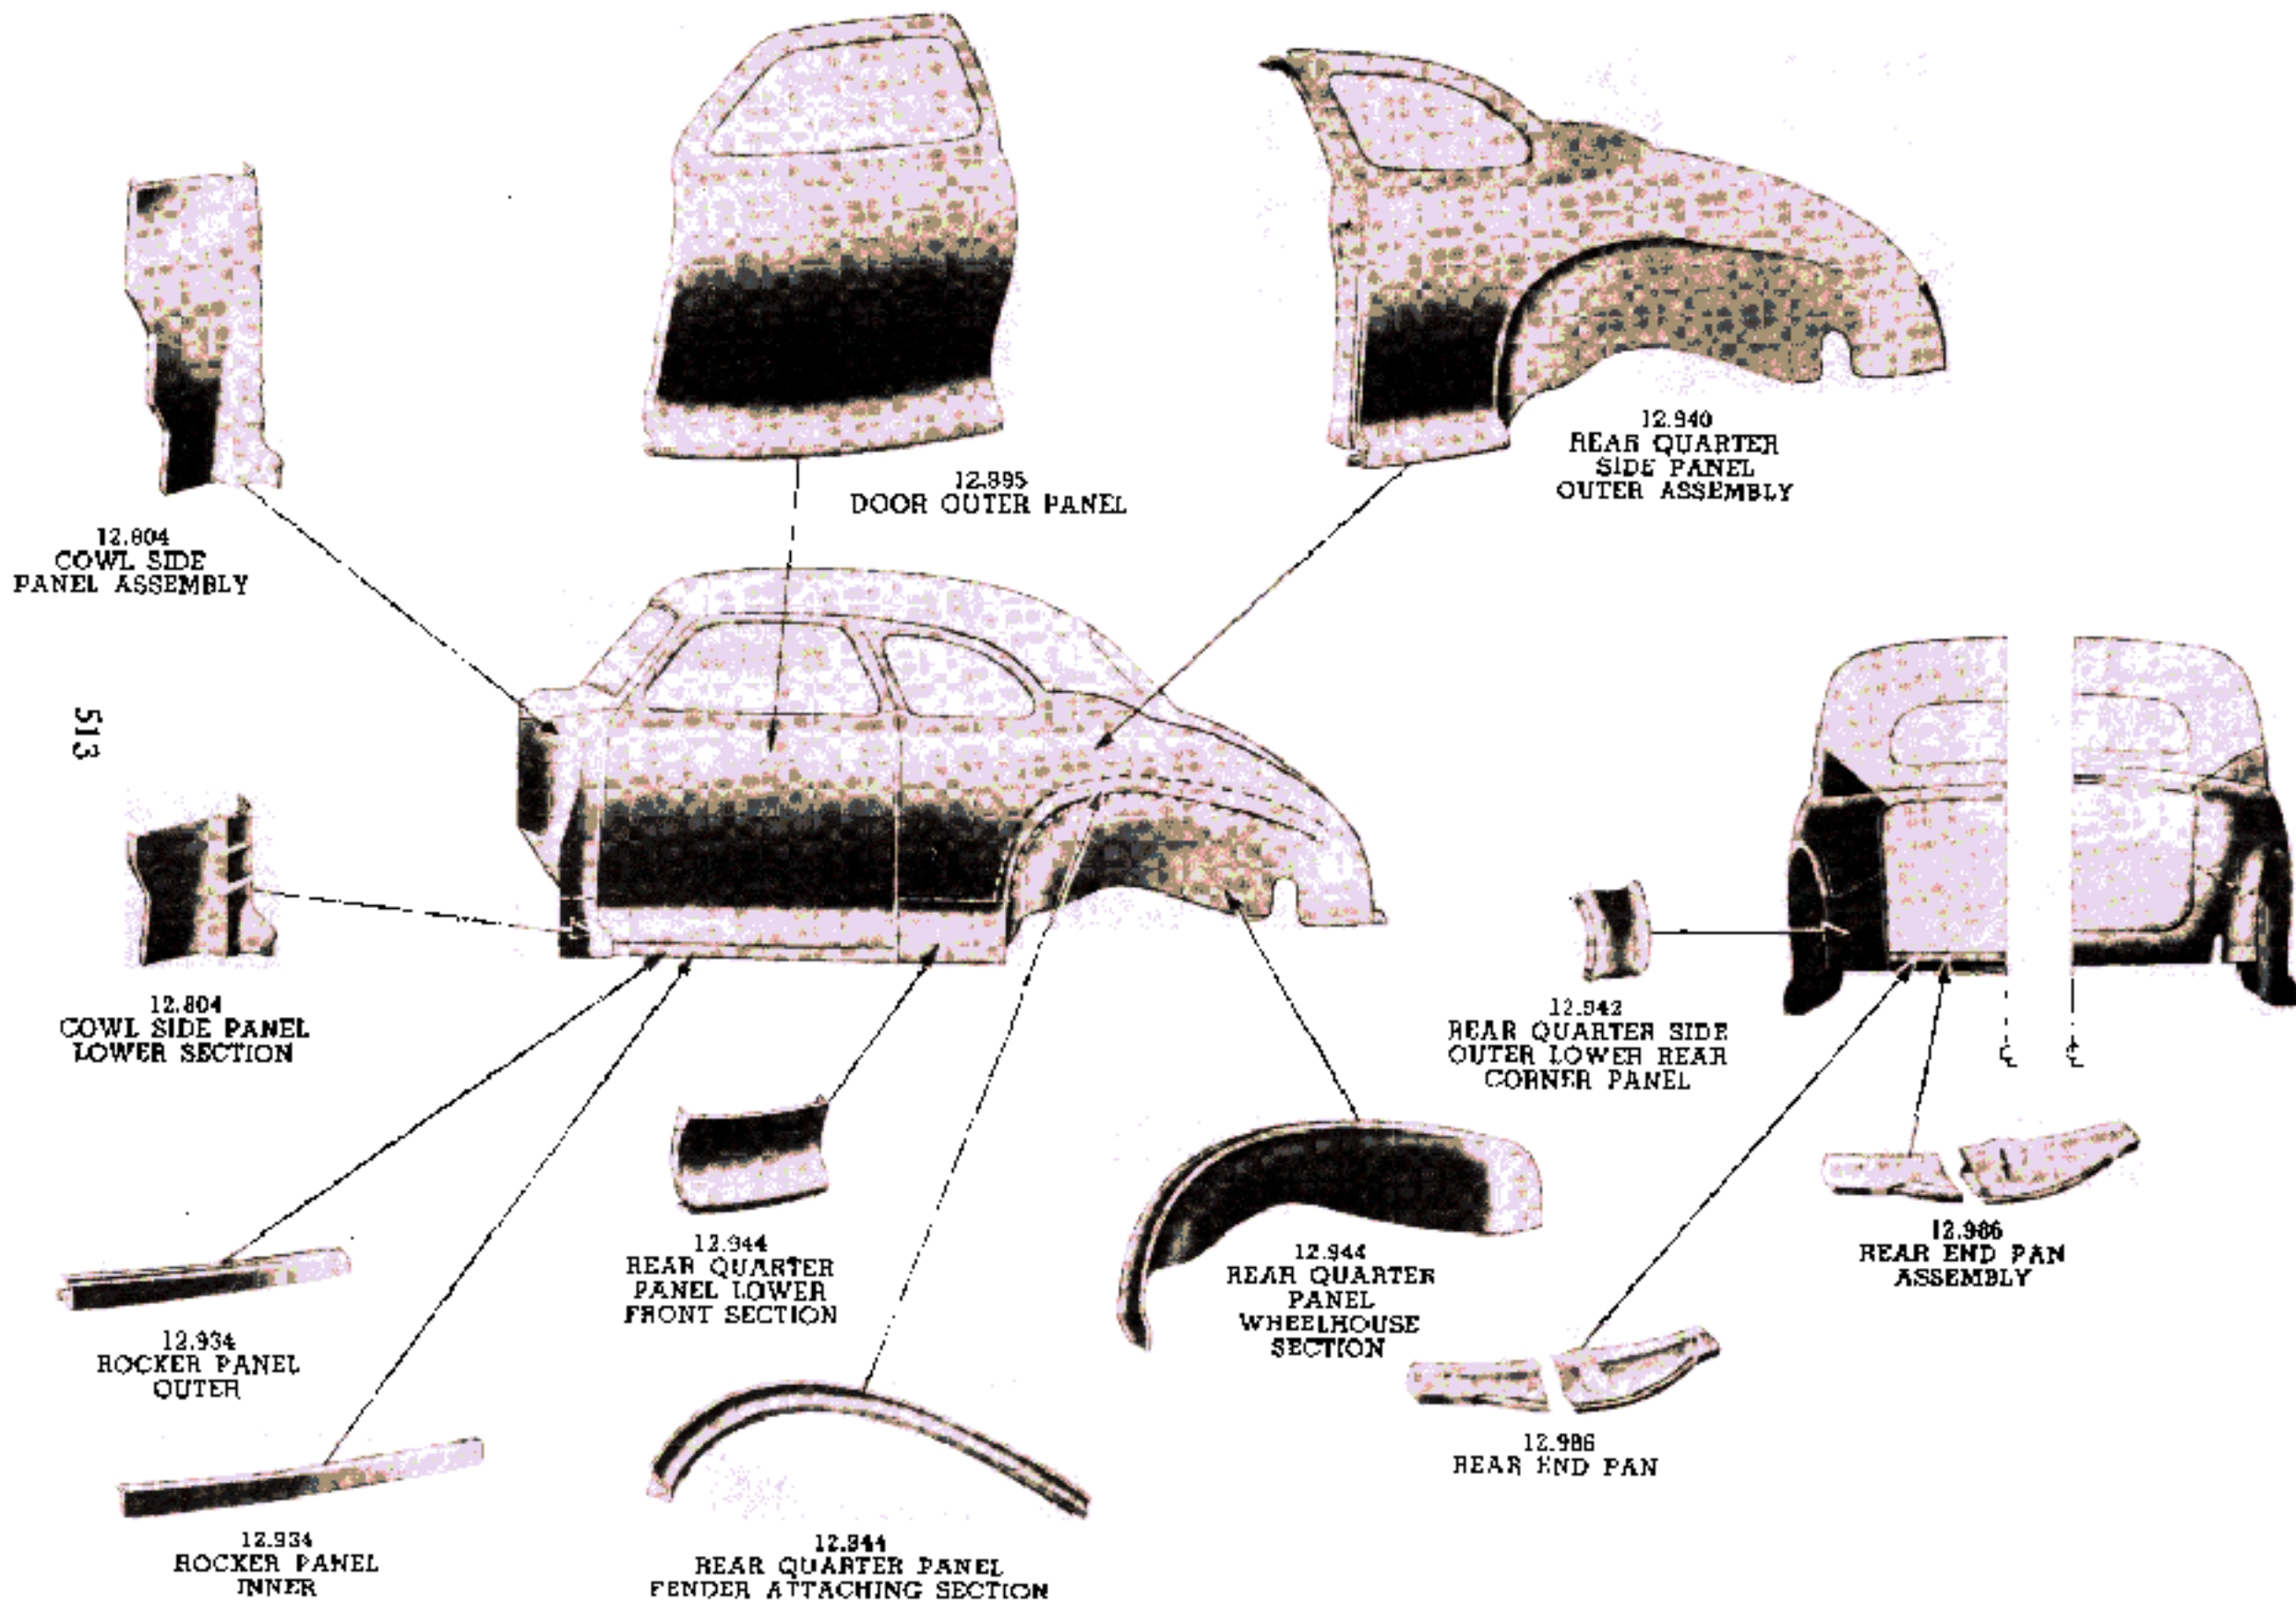 12.895
DOOR OUTER PANEL
12.940
REAR QUARTER
SIDE PANEL
OUTER ASSEMBLY
12.804
COWL SIDE
PANEL ASSEMBLY
513
12.804
COWL SIDE PANEL
LOWER SECTION
12.942
REAR QUARTER SIDE
OUTER LOWER REAR
CORNER PANEL
12.944
REAR QUARTER
PANEL LOWER
FRONT SECTION
12.944
REAR QUARTER
PANEL
WHEELHOUSE
SECTION
12.986
REAR END PAN
ASSEMBLY
12.934
ROCKER PANEL
OUTER
12.986
REAR END PAN
12.934
ROCKER PANEL
INNER
12.944
REAR QUARTER PANEL
FENDER ATTACHING SECTION